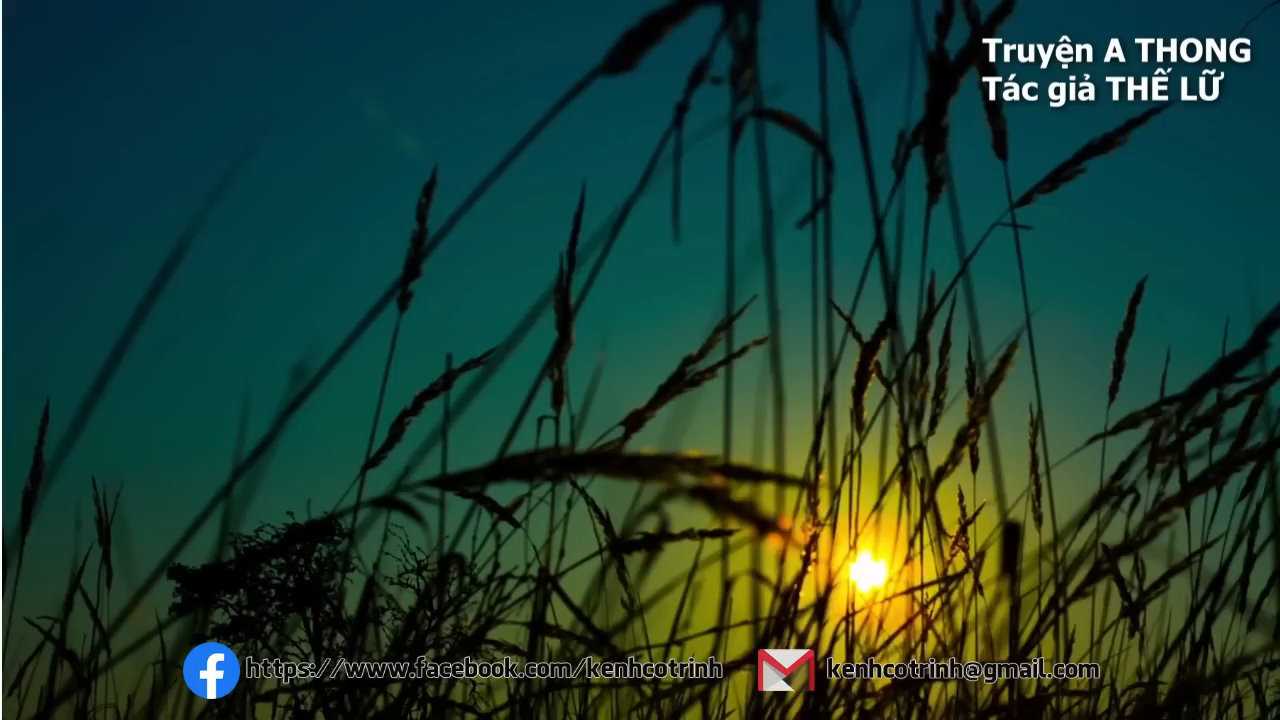 Truyện A THONG
Tác giả THẾ LỮ
https://www.facebook.com/kenhcotrinh
kenhcotrinh@gmail.com